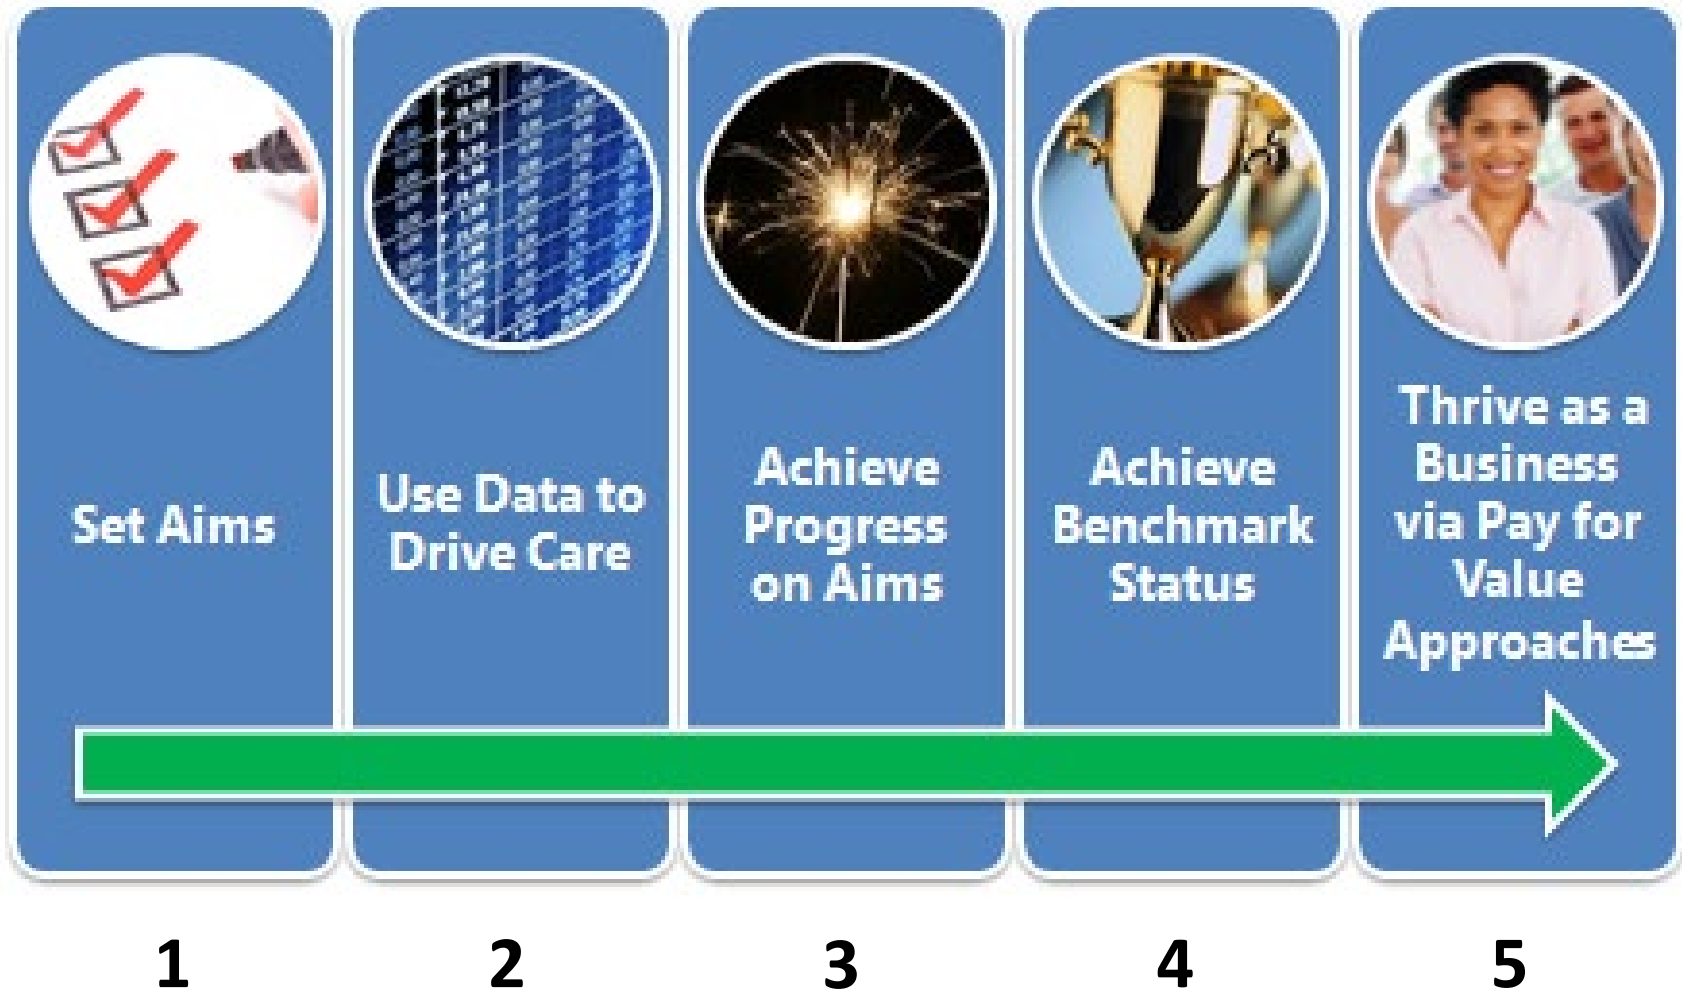 Set Aims
Use Data to
Drive Care
Achieve
Progress
on Aims
Achieve
Benchmark
Status
Thrive as a
Business
via Pay for
Value
Approaches
1
2
3
4
5